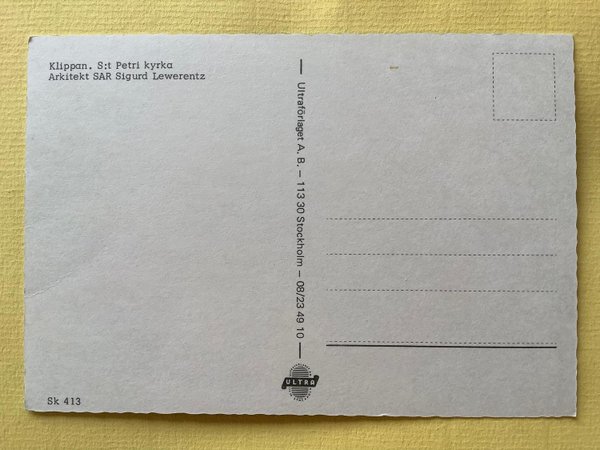 Klippan. S:t Petri kyrka
Arkitekt SAR Sigurd Lewerentz
Ultraförlaget A. B. – 113 30 Stockholm – 08/23 49 10
ULTRA
Sk 413